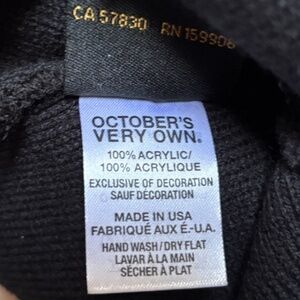 CA 57830 RN 159906
OCTOBER'S
VERY OWN.
100% ACRYLIC/
100% ACRYLIQUE
EXCLUSIVE OF DECORATION
SAUF DÉCORATION
MADE IN USA
FABRIQUÉ AUX É.-U.A.
HAND WASH/DRY FLAT
LAVAR À LA MAIN
SÈCHER À PLAT